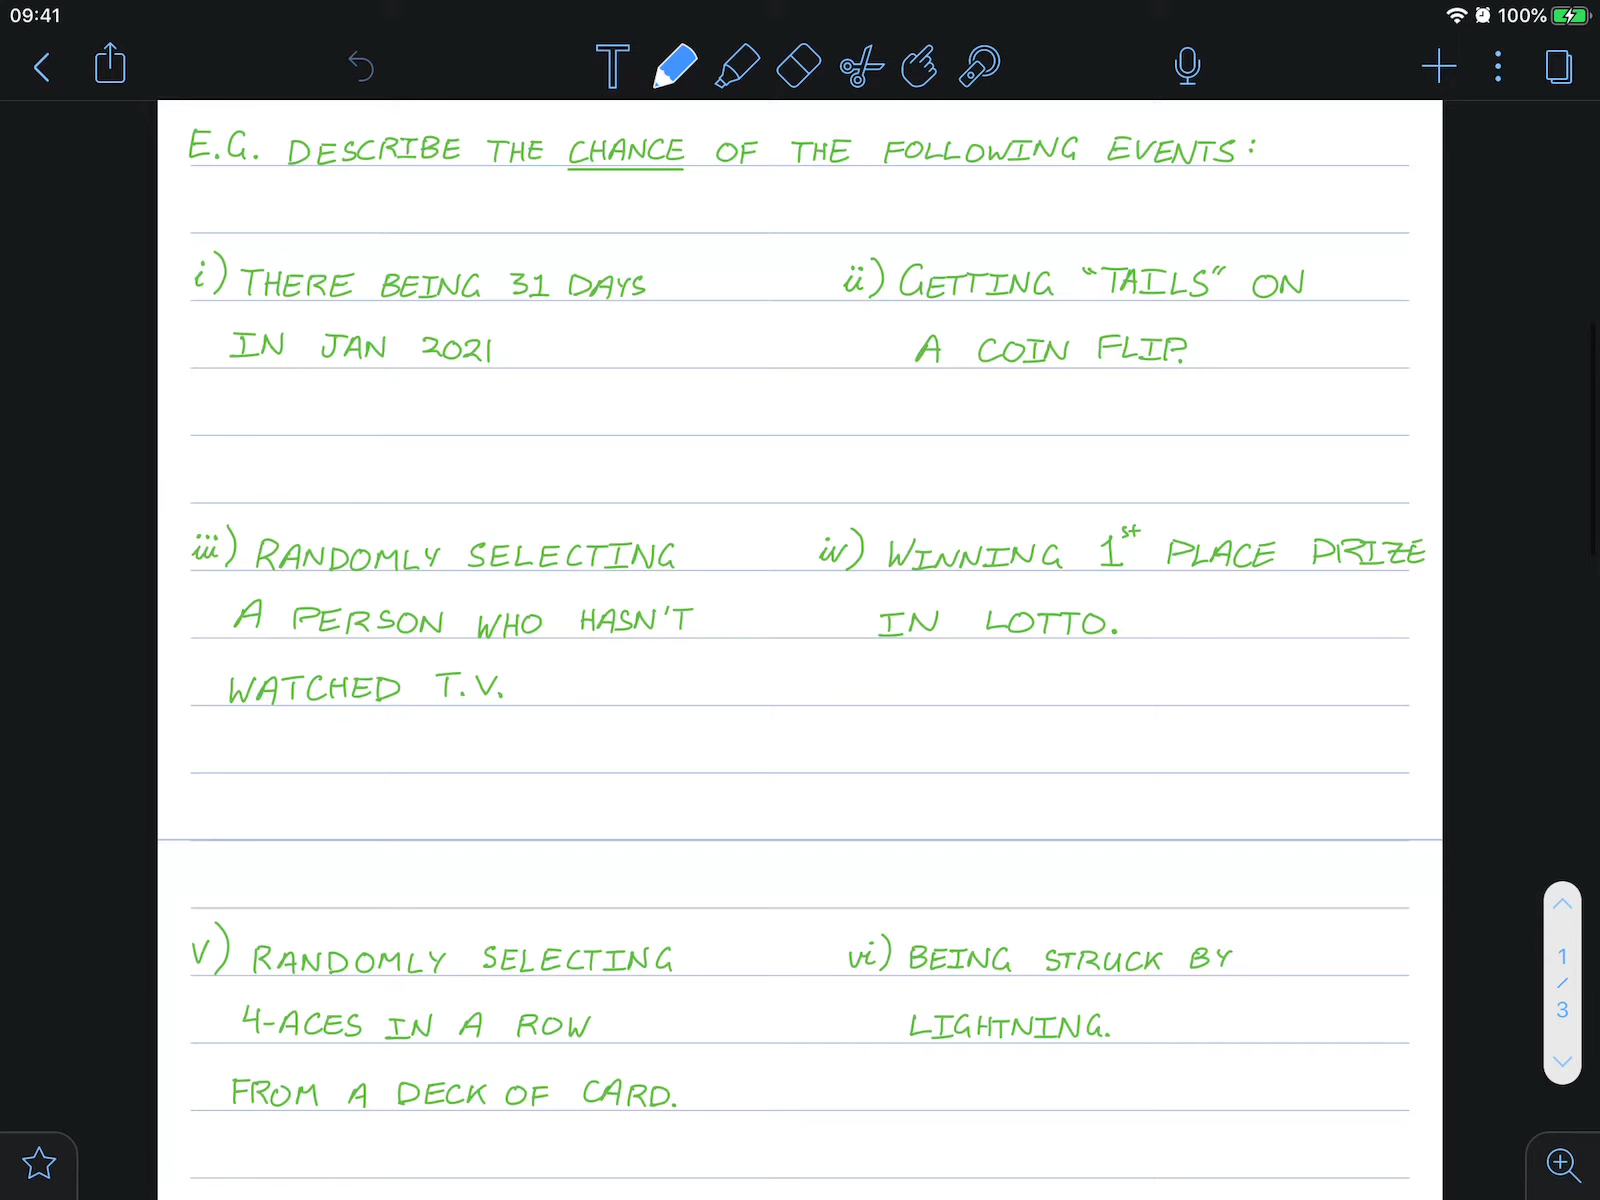 09:41
100%
E.G. DESCRIBE THE CHANCE OF THE FOLLOWING EVENTS:
i) THERE BEING 31 DAYS
IN JAN 2021
ii) GETTING "TAILS" ON
A COIN FLIP.
iii) RANDOMLY SELECTING
A PERSON WHO HASN'T
WATCHED T.V.
iv) WINNING 1st PLACE PRIZE
IN LOTTO.
v) RANDOMLY SELECTING
4-ACES IN A ROW
FROM A DECK OF CARD.
vi) BEING STRUCK BY
LIGHTNING.
1
/
3